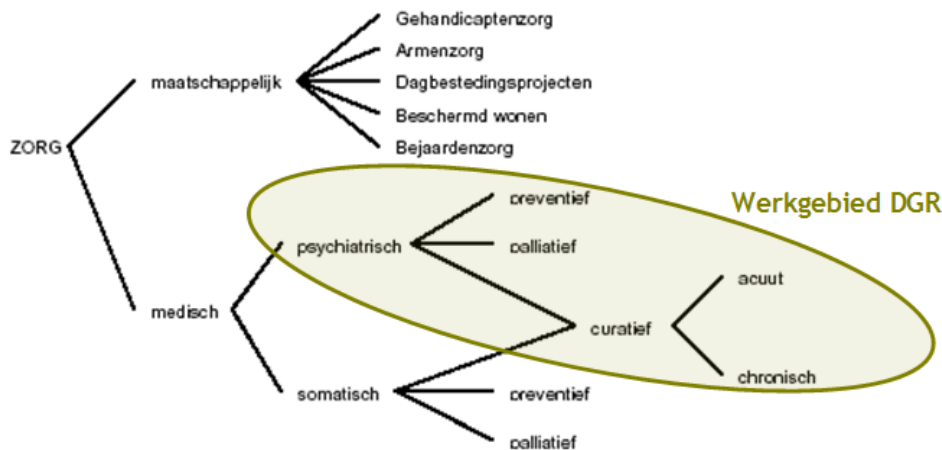 Gehandicaptenzorg
Armenzorg
maatschappelijk
Dagbestedingsprojecten
Beschermd wonen
ZORG
Bejaardenzorg
preventief
Werkgebied DGR
psychiatrisch
palliatief
acuut
medisch
curatief
chronisch
somatisch
preventief
palliatief